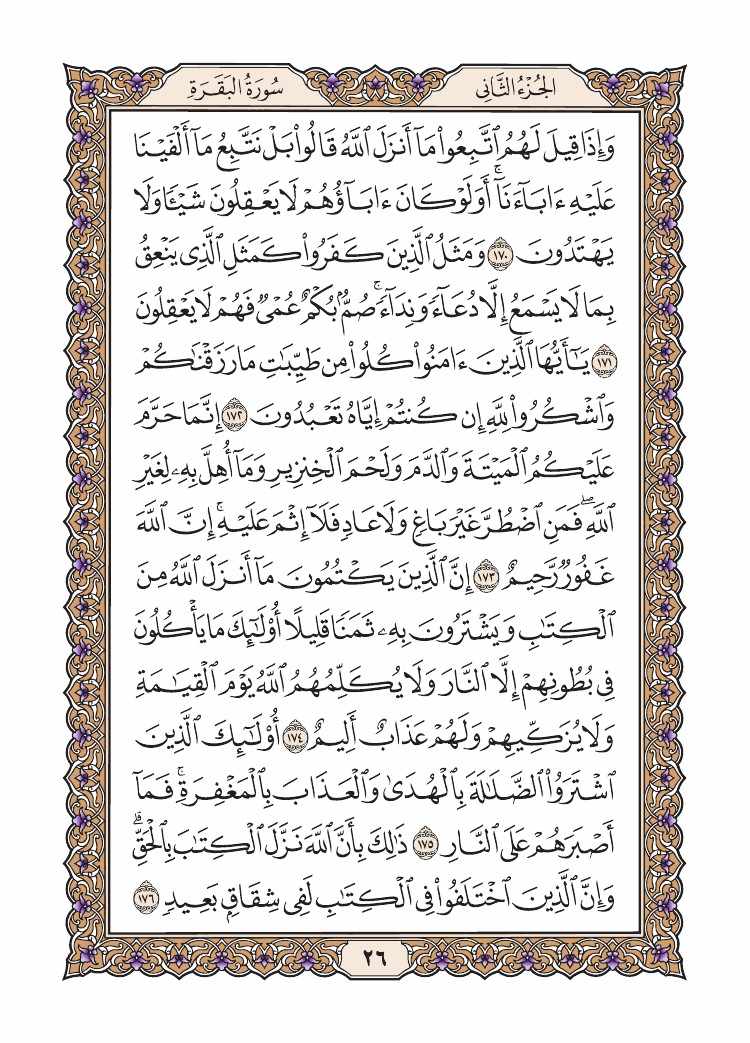 الجُزْءُ الثَّانِي
سُورَةُ البَقَرَةِ
وَإِذَا قِيلَ لَهُمُ ٱتَّبِعُوا۟ مَآ أَنزَلَ ٱللَّهُ قَالُوا۟ بَلْ نَتَّبِعُ مَآ أَلْفَيْنَا
عَلَيْهِ ءَابَآءَنَآۚ أَوَلَوْ كَانَ ءَابَآؤُهُمْ لَا يَعْقِلُونَ شَيْـًٔا وَلَا
يَهْتَدُونَ ١٧٠ وَمَثَلُ ٱلَّذِينَ كَفَرُوا۟ كَمَثَلِ ٱلَّذِى يَنْعِقُ
بِمَا لَا يَسْمَعُ إِلَّا دُعَآءً وَنِدَآءًۚ صُمٌّۢ بُكْمٌ عُمْىٌ فَهُمْ لَا يَعْقِلُونَ
١٧١ يَـٰٓأَيُّهَا ٱلَّذِينَ ءَامَنُوا۟ كُلُوا۟ مِن طَيِّبَـٰتِ مَا رَزَقْنَـٰكُمْ
وَٱشْكُرُوا۟ لِلَّهِ إِن كُنتُمْ إِيَّاهُ تَعْبُدُونَ ١٧٢ إِنَّمَا حَرَّمَ
عَلَيْكُمُ ٱلْمَيْتَةَ وَٱلدَّمَ وَلَحْمَ ٱلْخِنزِيرِ وَمَآ أُهِلَّ بِهِۦ لِغَيْرِ
ٱللَّهِۖ فَمَنِ ٱضْطُرَّ غَيْرَ بَاغٍ وَلَا عَادٍ فَلَآ إِثْمَ عَلَيْهِۚ إِنَّ ٱللَّهَ
غَفُورٌ رَّحِيمٌ ١٧٣ إِنَّ ٱلَّذِينَ يَكْتُمُونَ مَآ أَنزَلَ ٱللَّهُ مِنَ
ٱلْكِتَـٰبِ وَيَشْتَرُونَ بِهِۦ ثَمَنًا قَلِيلًا أُو۟لَـٰٓئِكَ مَا يَأْكُلُونَ
فِى بُطُونِهِمْ إِلَّا ٱلنَّارَ وَلَا يُكَلِّمُهُمُ ٱللَّهُ يَوْمَ ٱلْقِيَـٰمَةِ
وَلَا يُزَكِّيهِمْ وَلَهُمْ عَذَابٌ أَلِيمٌ ١٧٤ أُو۟لَـٰٓئِكَ ٱلَّذِينَ
ٱشْتَرَوُا۟ ٱلضَّلَـٰلَةَ بِٱلْهُدَىٰ وَٱلْعَذَابَ بِٱلْمَغْفِرَةِۚ فَمَآ
أَصْبَرَهُمْ عَلَى ٱلنَّارِ ١٧٥ ذَٰلِكَ بِأَنَّ ٱللَّهَ نَزَّلَ ٱلْكِتَـٰبَ بِٱلْحَقِّۗ
وَإِنَّ ٱلَّذِينَ ٱخْتَلَفُوا۟ فِى ٱلْكِتَـٰبِ لَفِى شِقَاقٍۭ بَعِيدٍ ١٧٦
٢٦